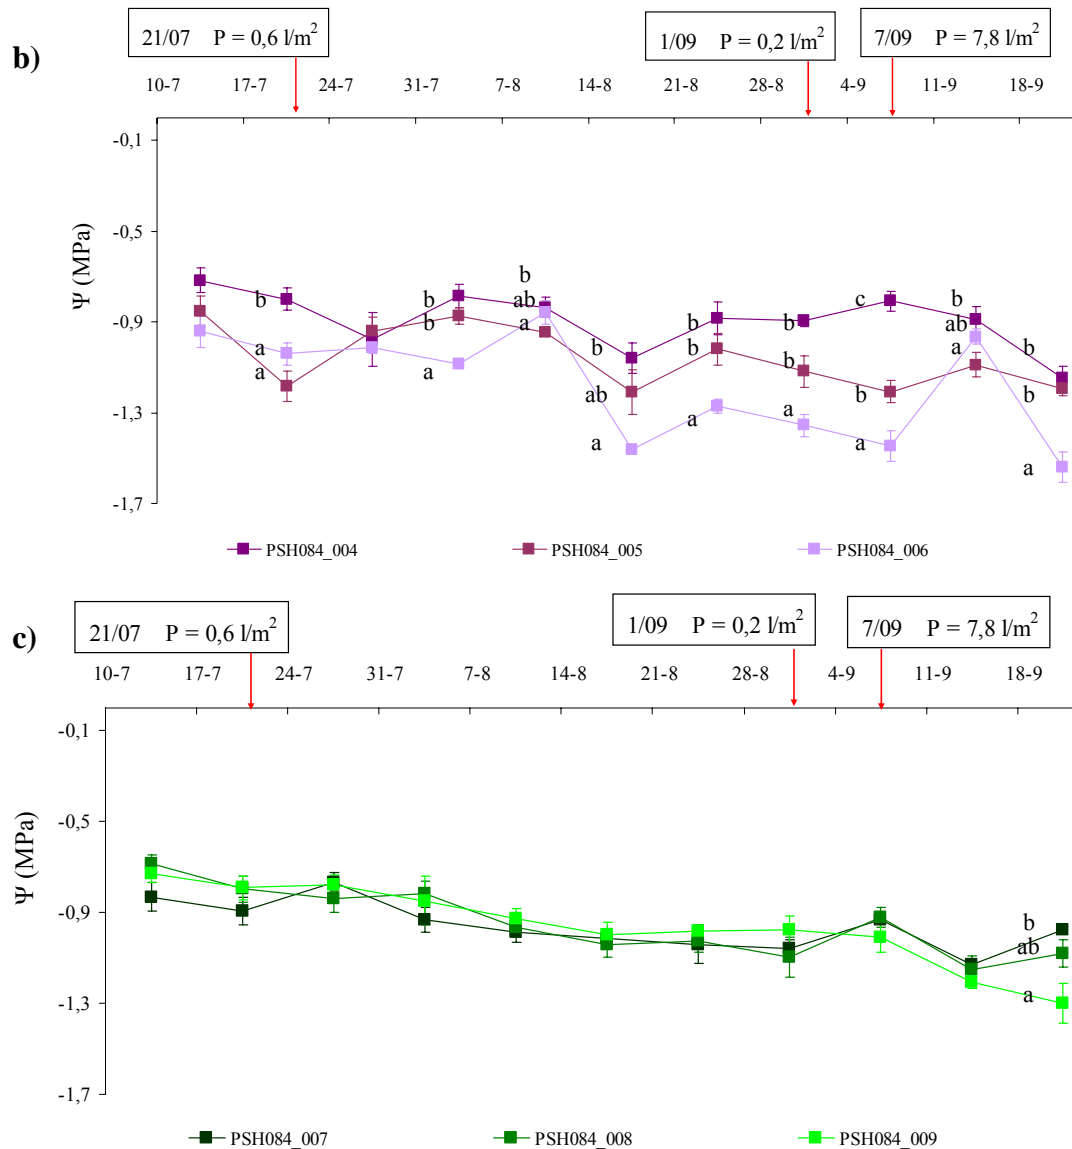 21/07 P = 0,6 l/m²
1/09 P = 0,2 l/m²
7/09 P = 7,8 l/m²
b)
10-7 17-7 24-7 31-7 7-8 14-8 21-8 28-8 4-9 11-9 18-9
-0,1
-0,5
-0,9
-1,3
-1,7
Ψ (MPa)
b
a
a
b
b
a
b
ab
a
b
ab
a
b
b
a
b
b
a
c
b
a
b
ab
a
b
b
a
PSH084_004 PSH084_005 PSH084_006
c)
21/07 P = 0,6 l/m²
1/09 P = 0,2 l/m²
7/09 P = 7,8 l/m²
10-7 17-7 24-7 31-7 7-8 14-8 21-8 28-8 4-9 11-9 18-9
-0,1
-0,5
-0,9
-1,3
-1,7
Ψ (MPa)
b
ab
a
PSH084_007 PSH084_008 PSH084_009